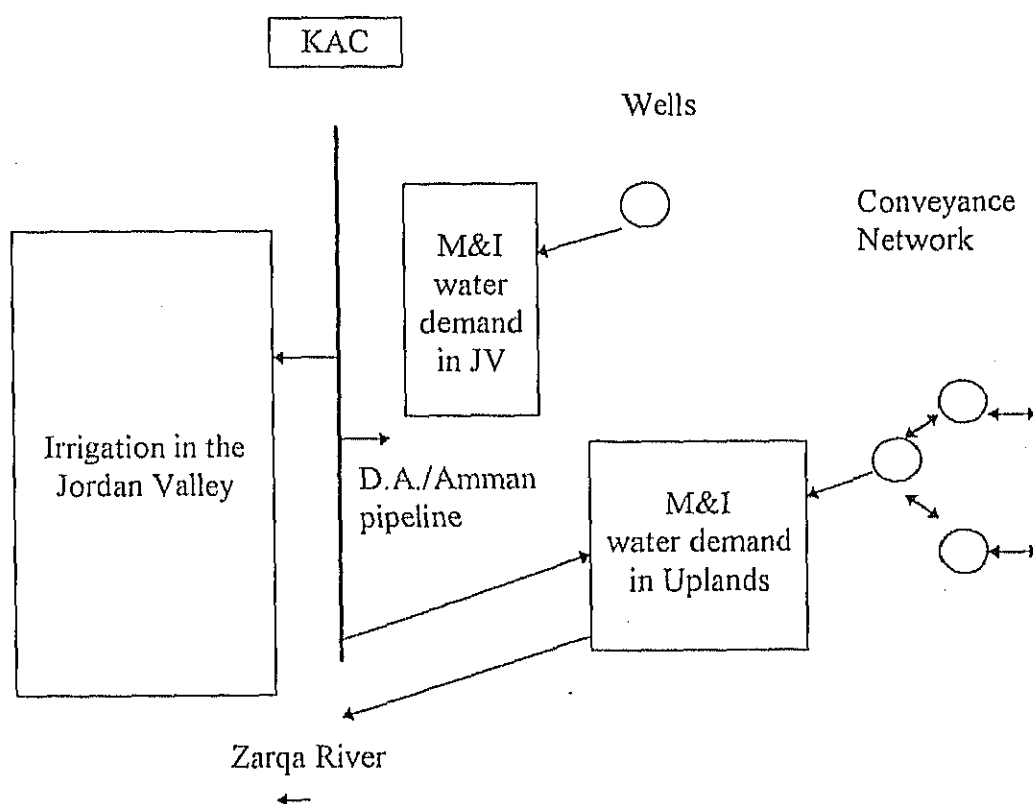 KAC
Wells
Conveyance
Network
M&I
water
demand
in JV
Irrigation in the
Jordan Valley
D.A./Amman
pipeline
M&I
water demand
in Uplands
Zarqa River